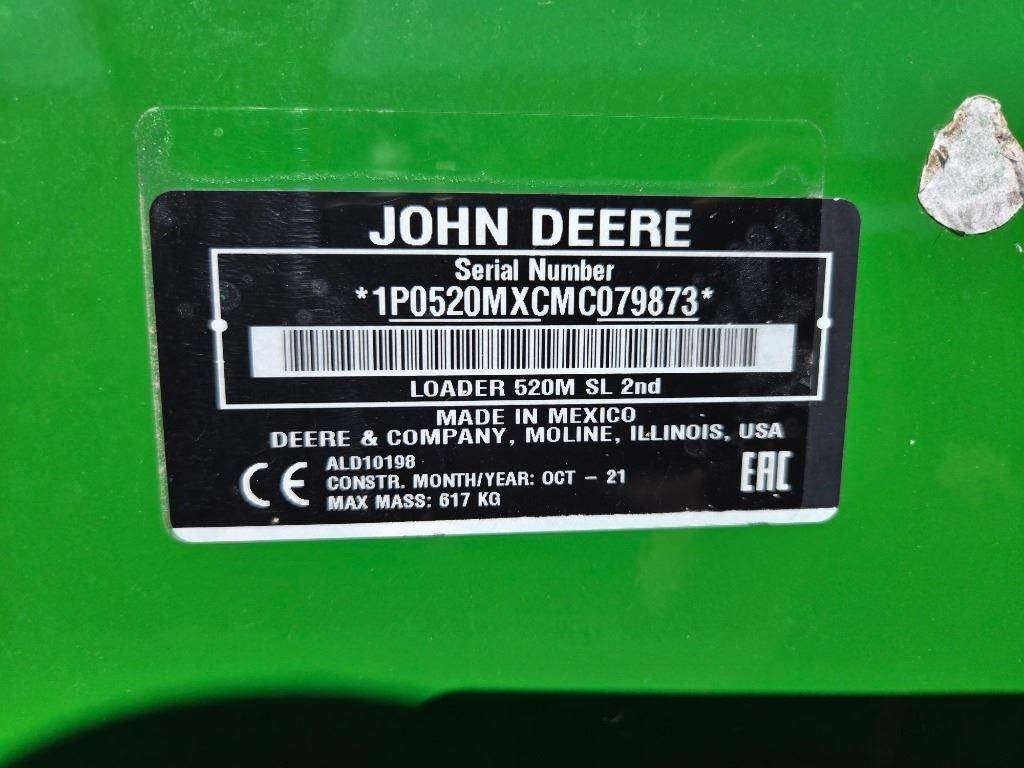 JOHN DEERE
Serial Number
*1P0520MXCMC079873*
LOADER 520M SL 2nd
MADE IN MEXICO
DEERE & COMPANY, MOLINE, ILLINOIS, USA
CE
ALD10198
CONSTR. MONTH/YEAR: OCT - 21
MAX MASS: 617 KG
EAC